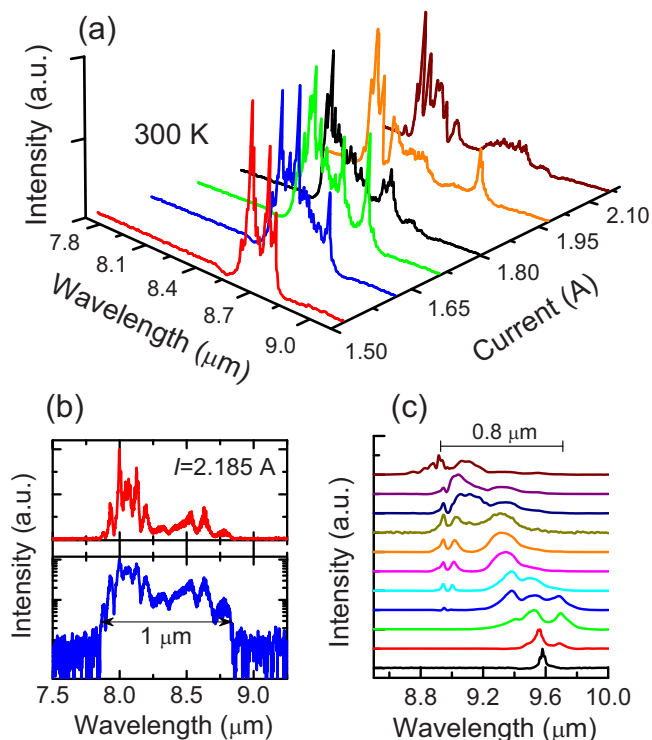 (a)
300 K
Intensity (a.u.)
7.8
8.1
8.4
8.7
9.0
Wavelength (μm)
1.50
1.65
1.80
1.95
2.10
Current (A)
(b)
I=2.185 A
Intensity (a.u.)
1 μm
7.5 8.0 8.5 9.0
Wavelength (μm)
(c)
0.8 μm
Intensity (a.u.)
8.8 9.2 9.6 10.0
Wavelength (μm)